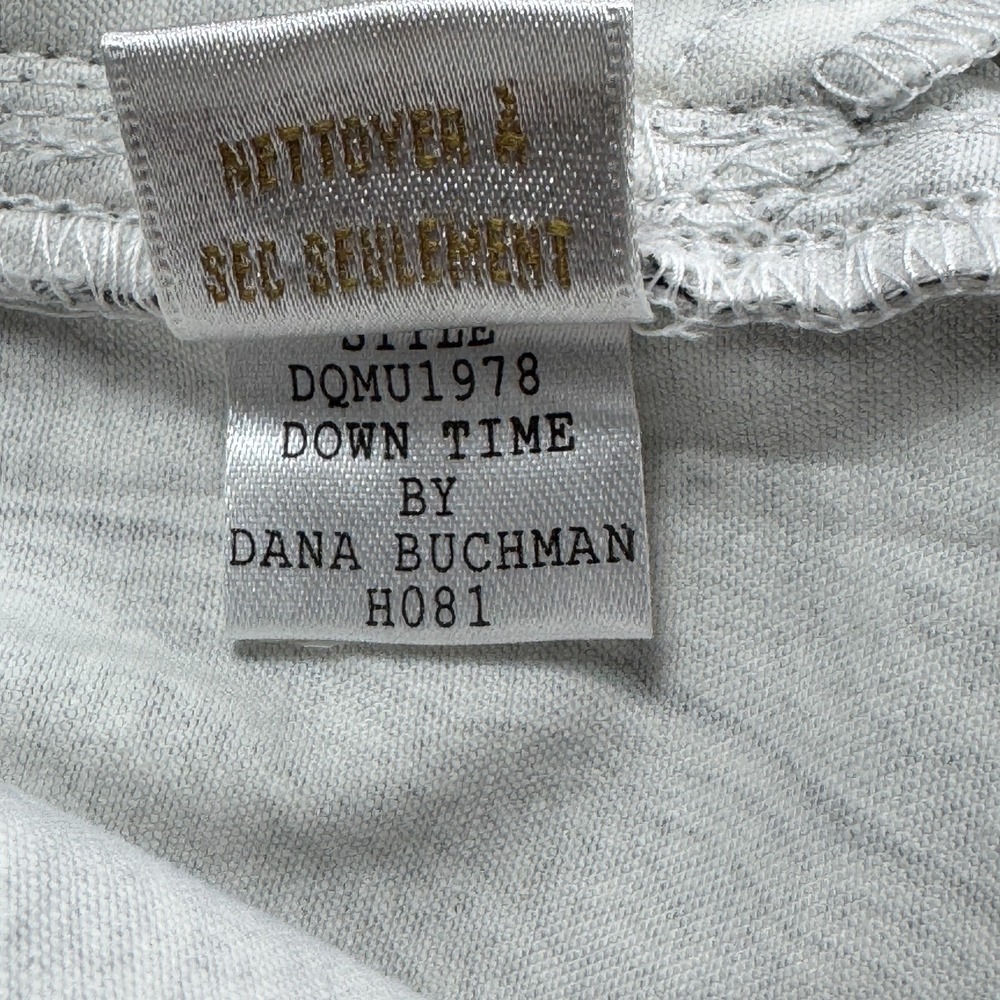 NETTOYER À
SEC SEULEMENT
STYLE
DQMU1978
DOWN TIME
BY
DANA BUCHMAN
H081